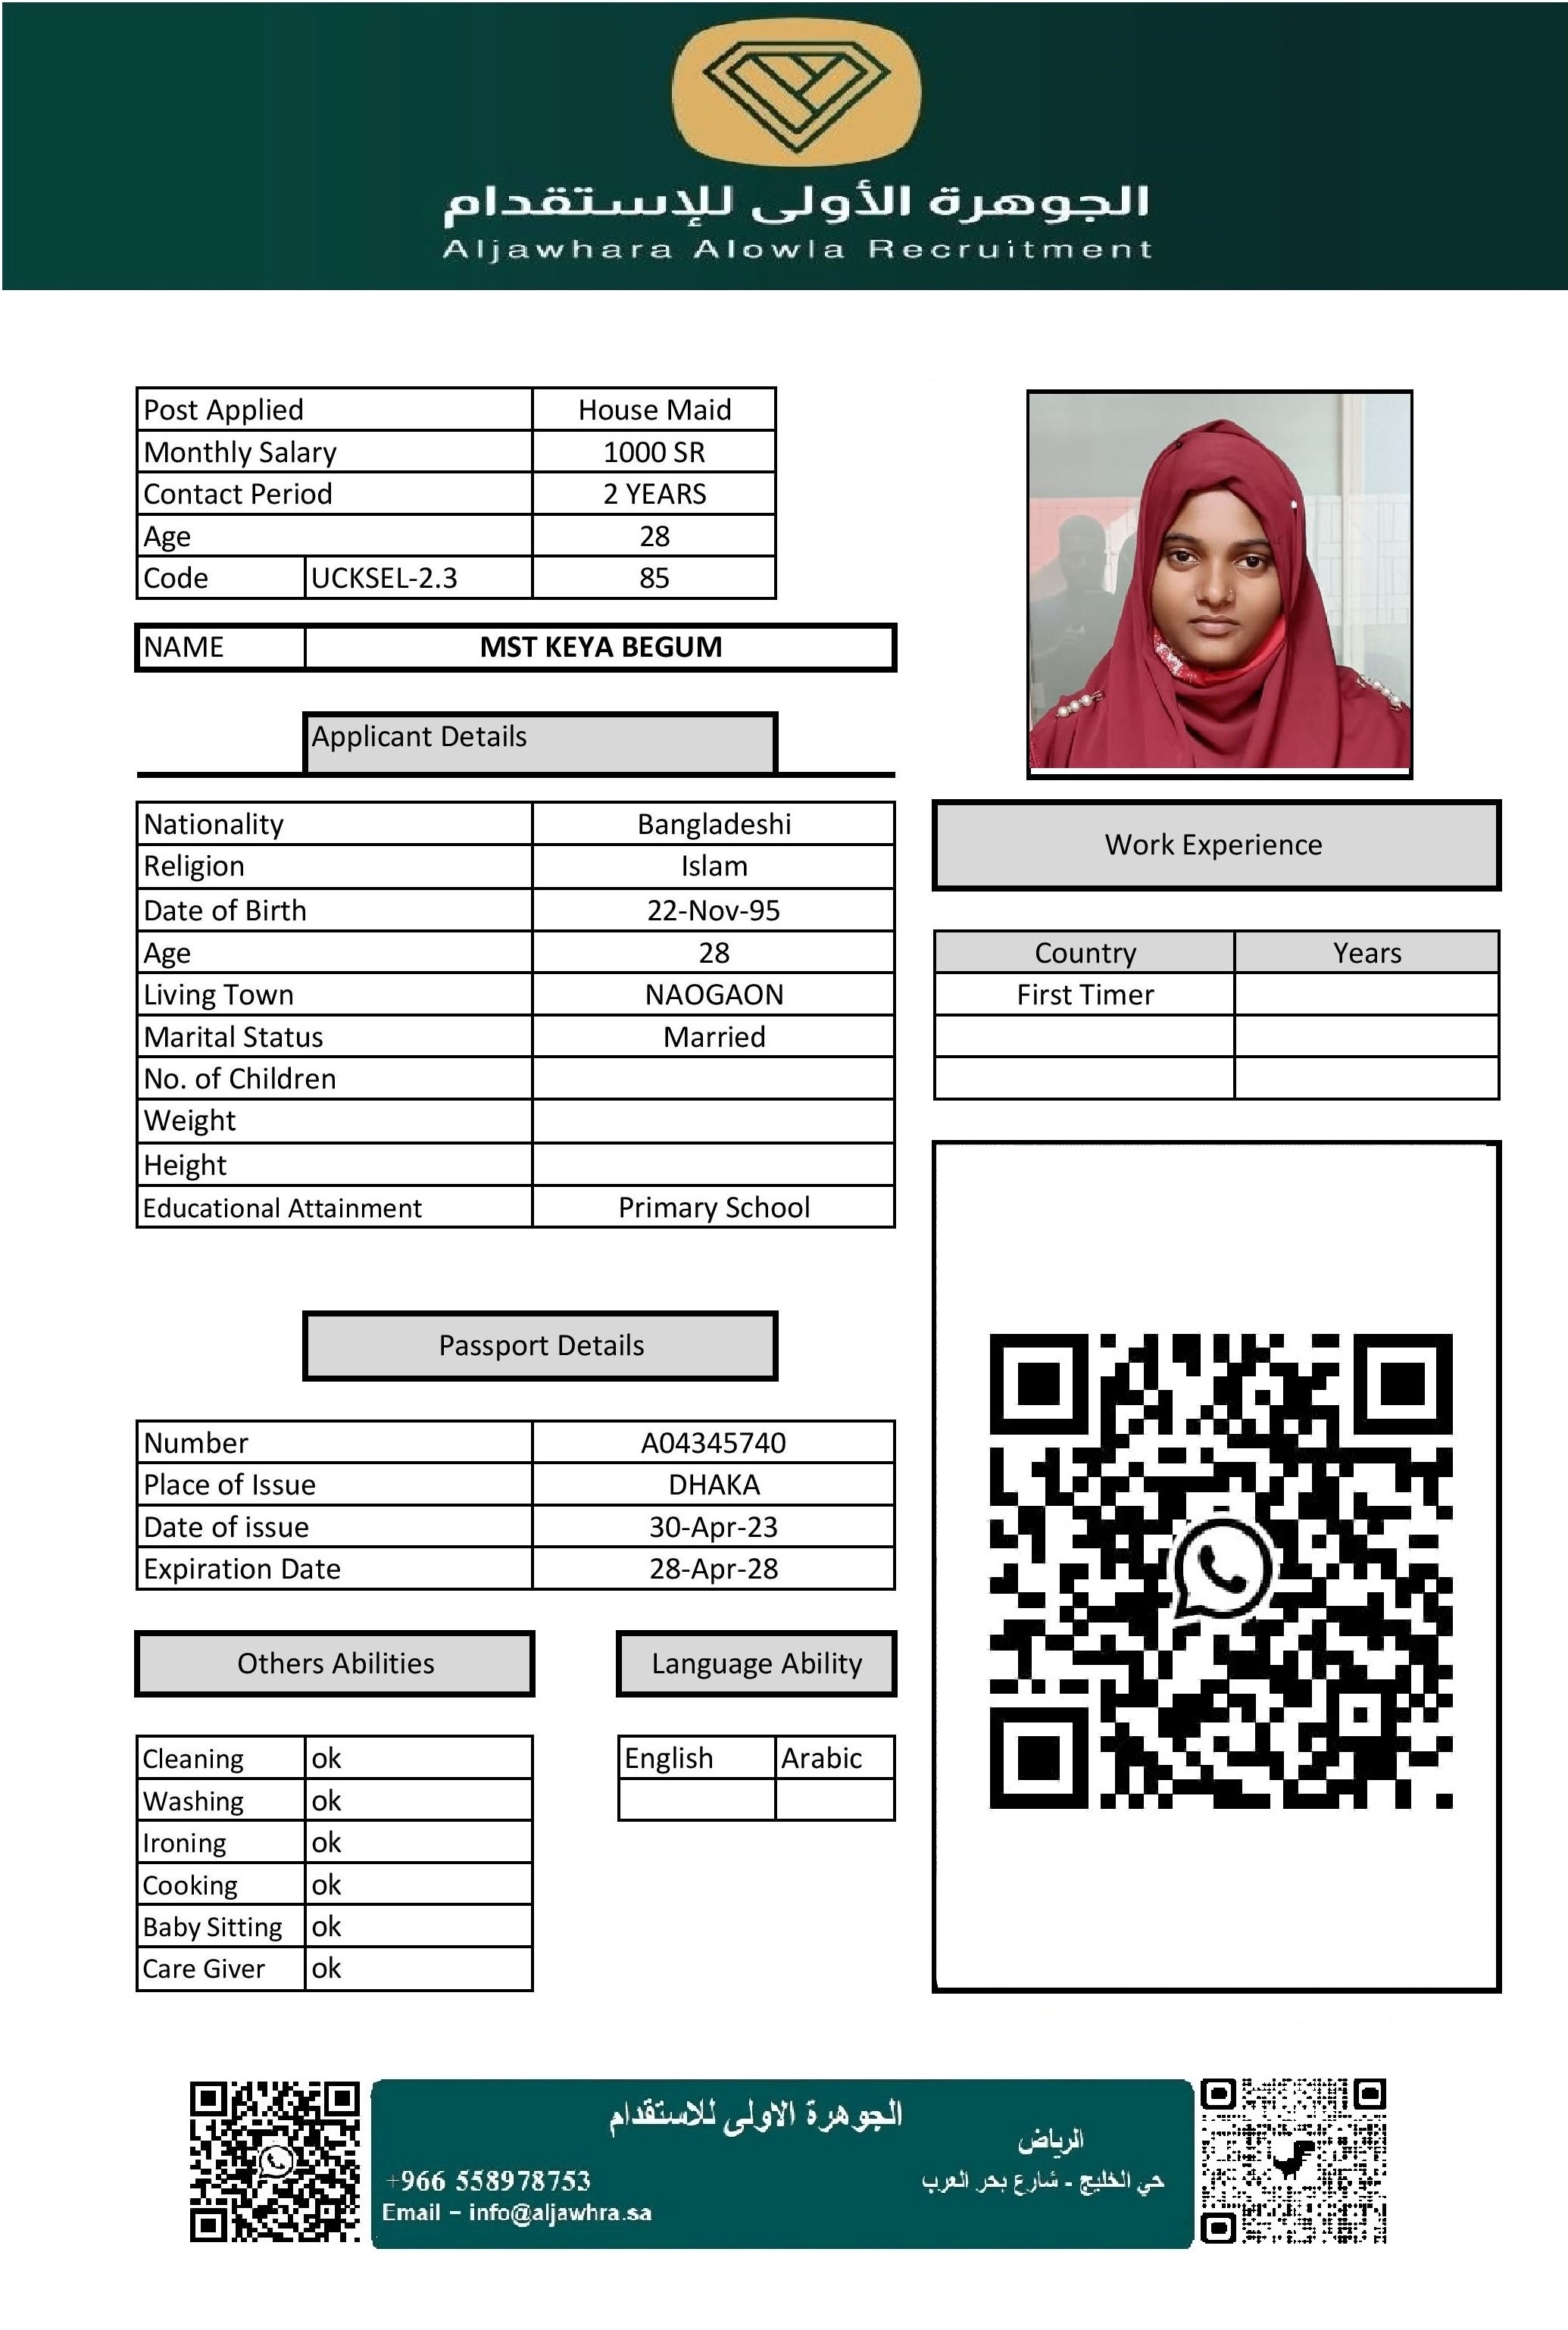 الجوهرة الأولى للإستقدام
Aljawhara Alowla Recruitment
Post Applied House Maid
Monthly Salary 1000 SR
Contact Period 2 YEARS
Age 28
Code UCKSEL-2.3 85
NAME MST KEYA BEGUM
Applicant Details
Nationality Bangladeshi
Religion Islam
Date of Birth 22-Nov-95
Age 28
Living Town NAOGAON
Marital Status Married
No. of Children
Weight
Height
Educational Attainment Primary School
Work Experience
Country Years
First Timer
Passport Details
Number A04345740
Place of Issue DHAKA
Date of issue 30-Apr-23
Expiration Date 28-Apr-28
Others Abilities
Cleaning ok
Washing ok
Ironing ok
Cooking ok
Baby Sitting ok
Care Giver ok
Language Ability
English Arabic
الجوهرة الاولى للاستقدام
الرياض
حي الخليج - شارع بحر العرب
+966 558978753
Email – info@aljawhra.sa